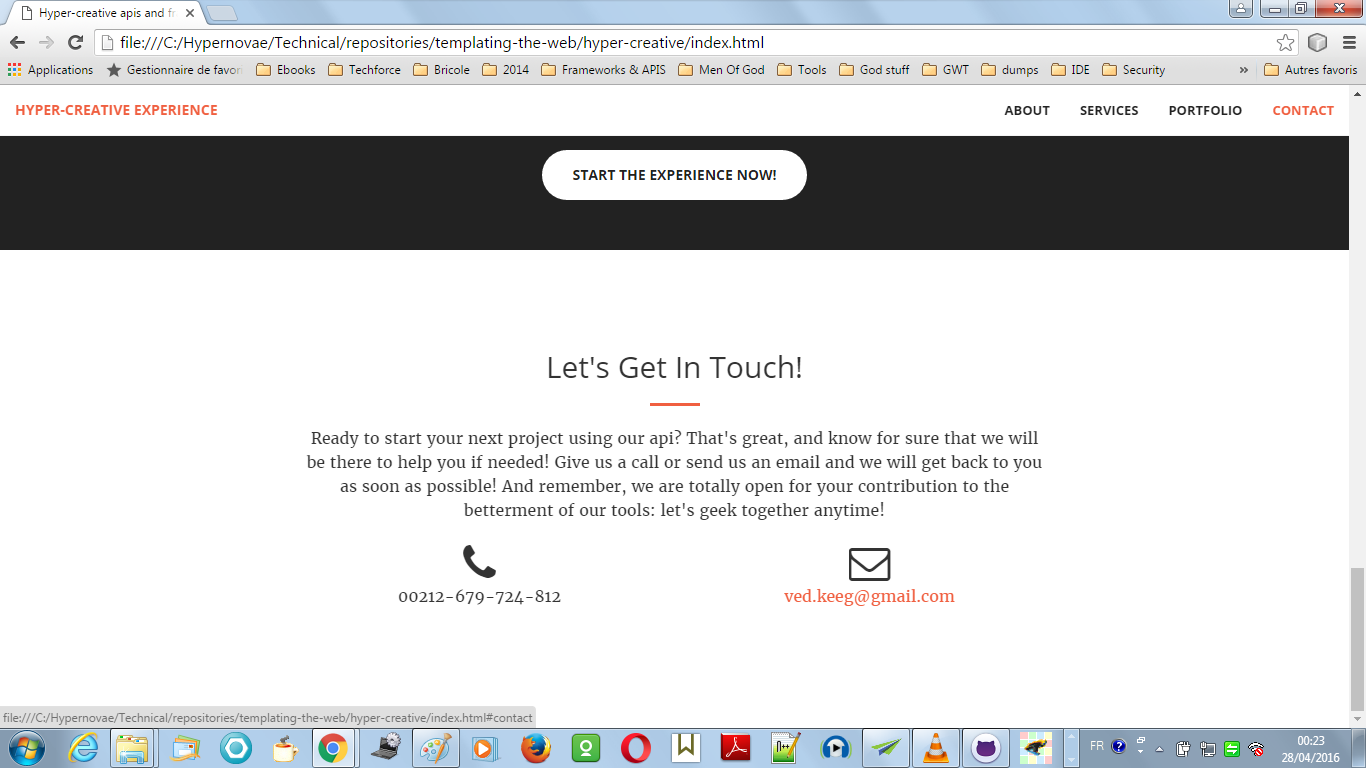 Hyper-creative apis and fr
file:///C:/Hypernovae/Technical/repositories/templating-the-web/hyper-creative/index.html
Applications Gestionnaire de favori Ebooks Techforce Bricole 2014 Frameworks & APIS Men Of God Tools God stuff GWT dumps IDE Security » Autres favoris
HYPER-CREATIVE EXPERIENCE ABOUT SERVICES PORTFOLIO CONTACT
START THE EXPERIENCE NOW!
Let's Get In Touch!
Ready to start your next project using our api? That's great, and know for sure that we will
be there to help you if needed! Give us a call or send us an email and we will get back to you
as soon as possible! And remember, we are totally open for your contribution to the
betterment of our tools: let's geek together anytime!
00212-679-724-812 ved.keeg@gmail.com
file:///C:/Hypernovae/Technical/repositories/templating-the-web/hyper-creative/index.html#contact
FR 00:23
28/04/2016